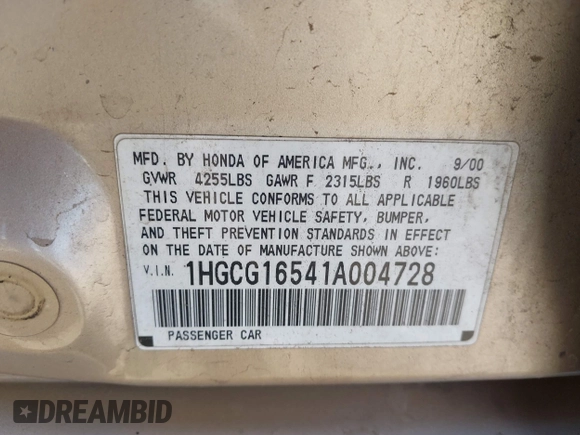 MFD. BY HONDA OF AMERICA MFG., INC. 9/00
GVWR 4255LBS GAWR F 2315LBS R 1960LBS
THIS VEHICLE CONFORMS TO ALL APPLICABLE
FEDERAL MOTOR VEHICLE SAFETY, BUMPER,
AND THEFT PREVENTION STANDARDS IN EFFECT
ON THE DATE OF MANUFACTURE SHOWN ABOVE:
V.I.N. 1HGCG16541A004728
PASSENGER CAR
DREAMBID